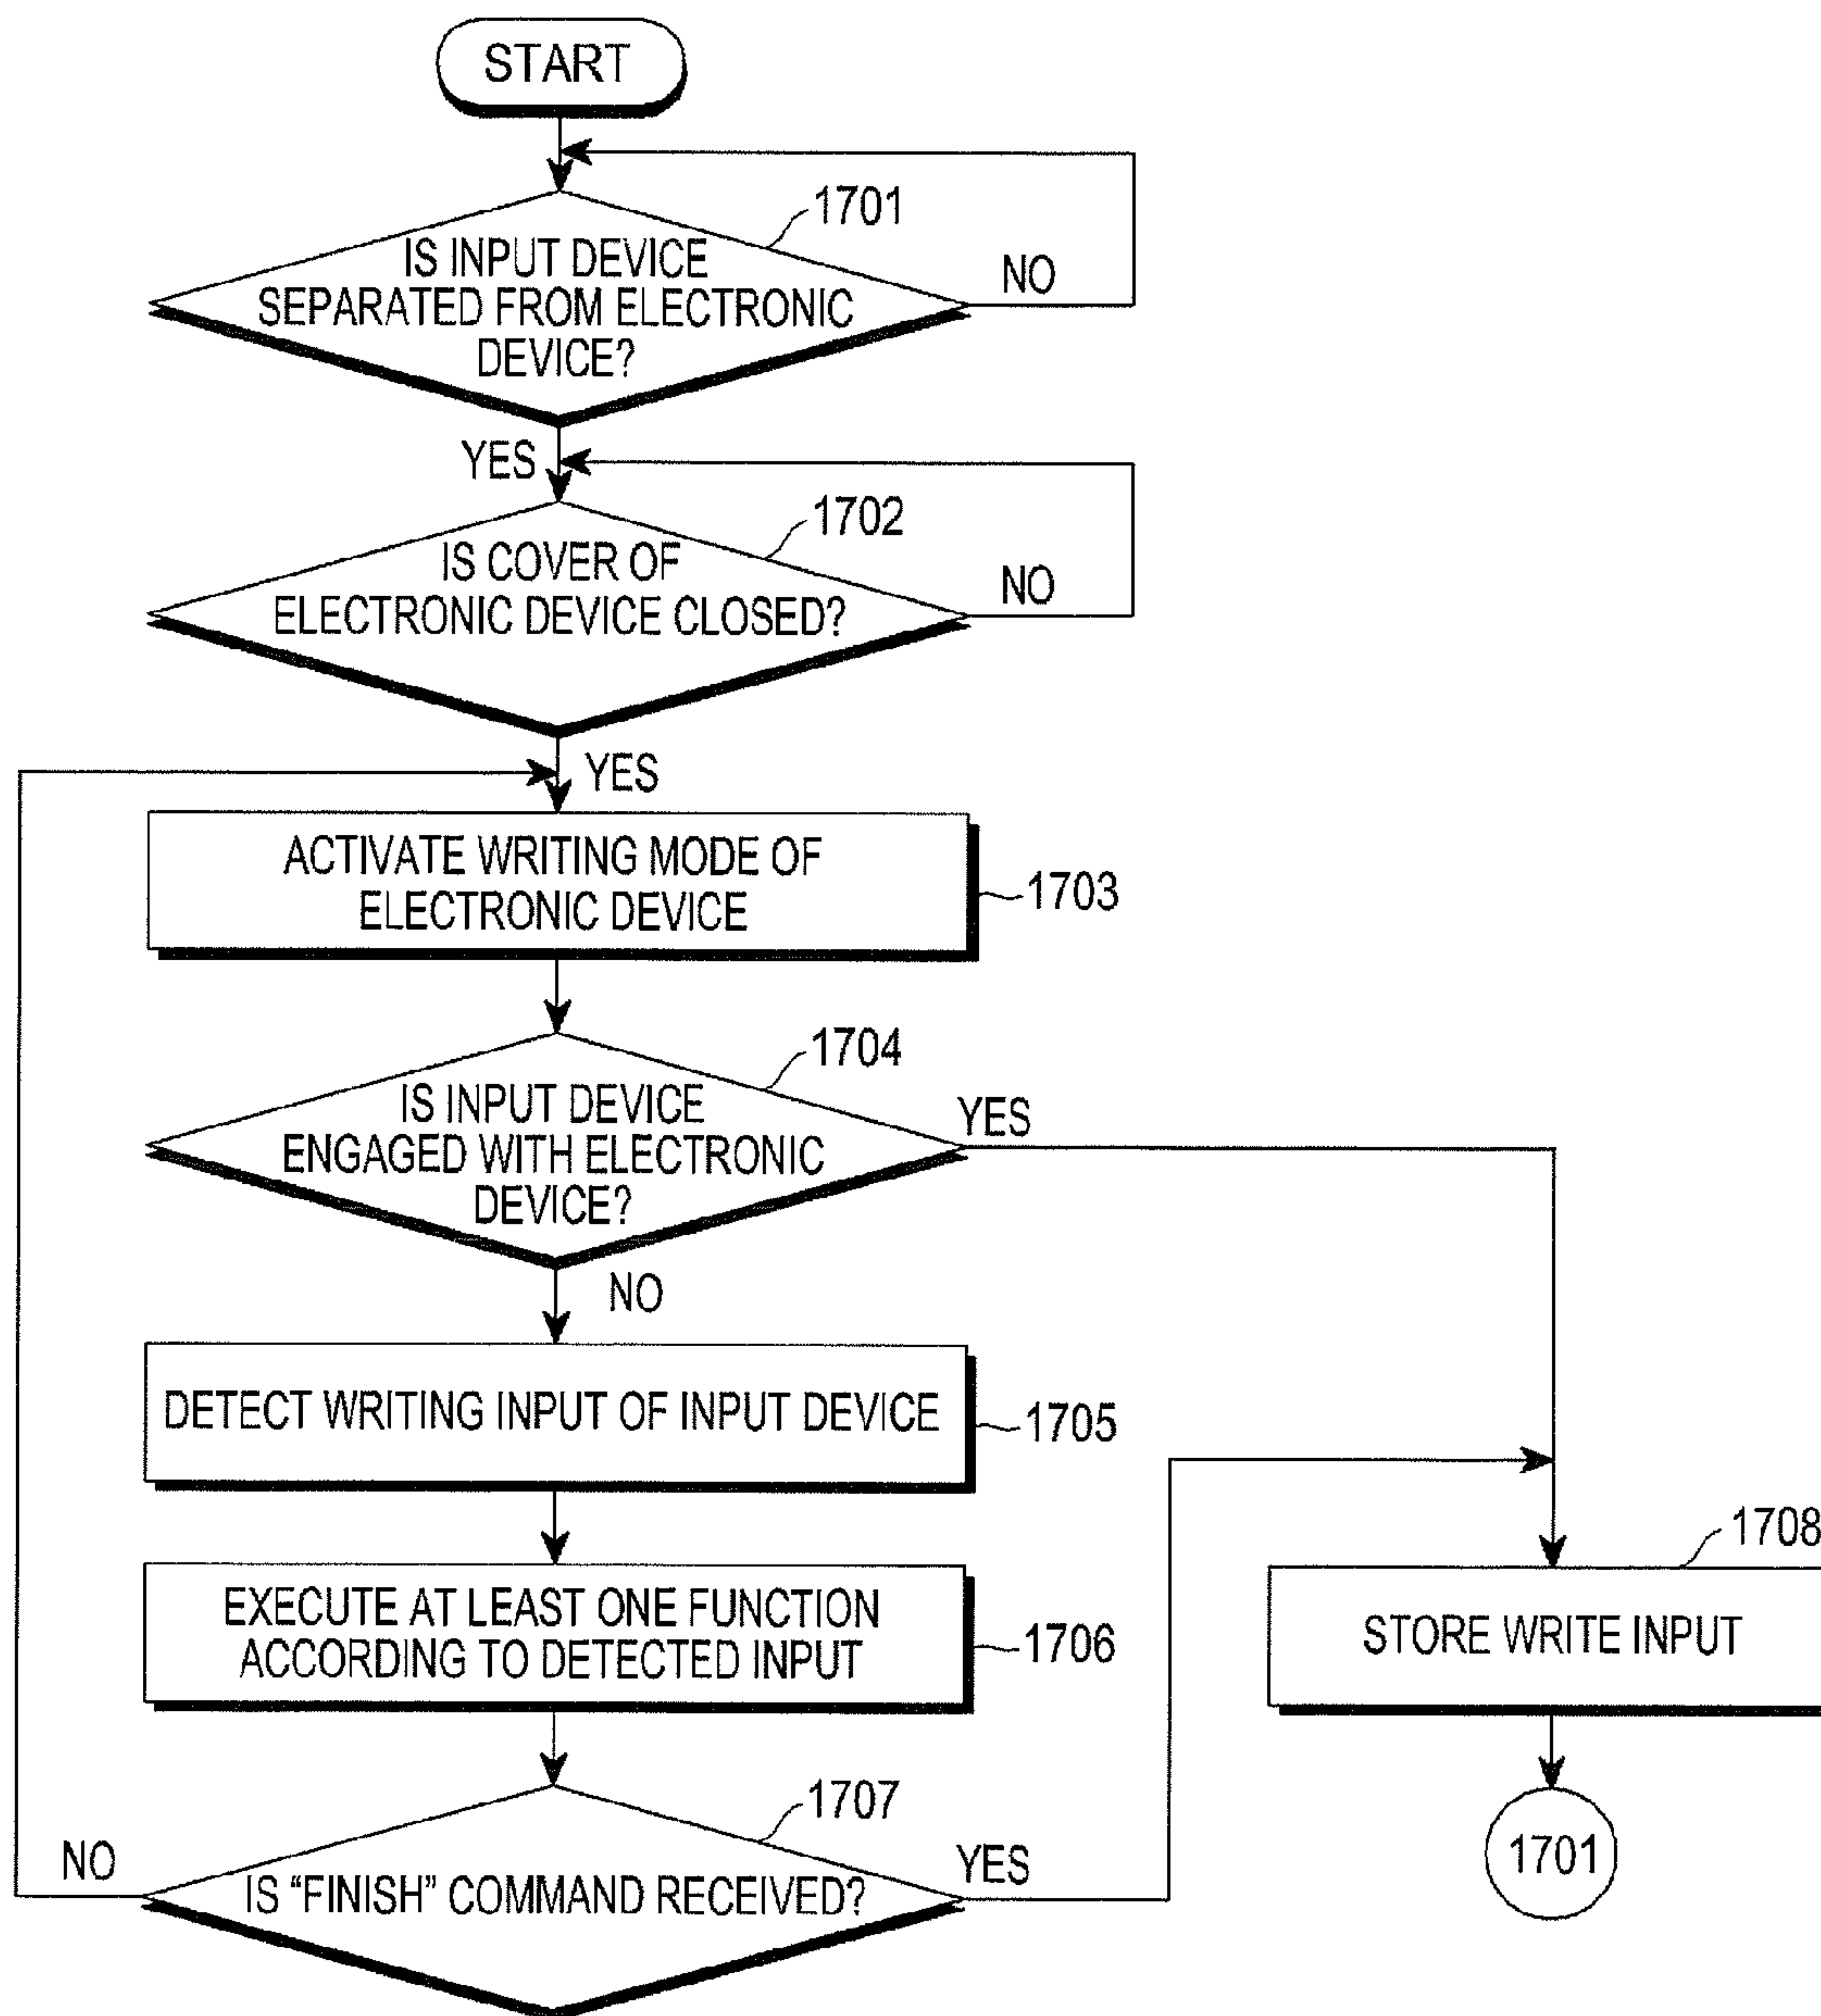 START
1701
IS INPUT DEVICE
SEPARATED FROM ELECTRONIC
DEVICE?
NO
YES
1702
IS COVER OF
ELECTRONIC DEVICE CLOSED?
NO
YES
ACTIVATE WRITING MODE OF
ELECTRONIC DEVICE
1703
1704
IS INPUT DEVICE
ENGAGED WITH ELECTRONIC
DEVICE?
YES
NO
DETECT WRITING INPUT OF INPUT DEVICE
1705
EXECUTE AT LEAST ONE FUNCTION
ACCORDING TO DETECTED INPUT
1706
1708
STORE WRITE INPUT
1707
NO
IS “FINISH” COMMAND RECEIVED?
YES
1701